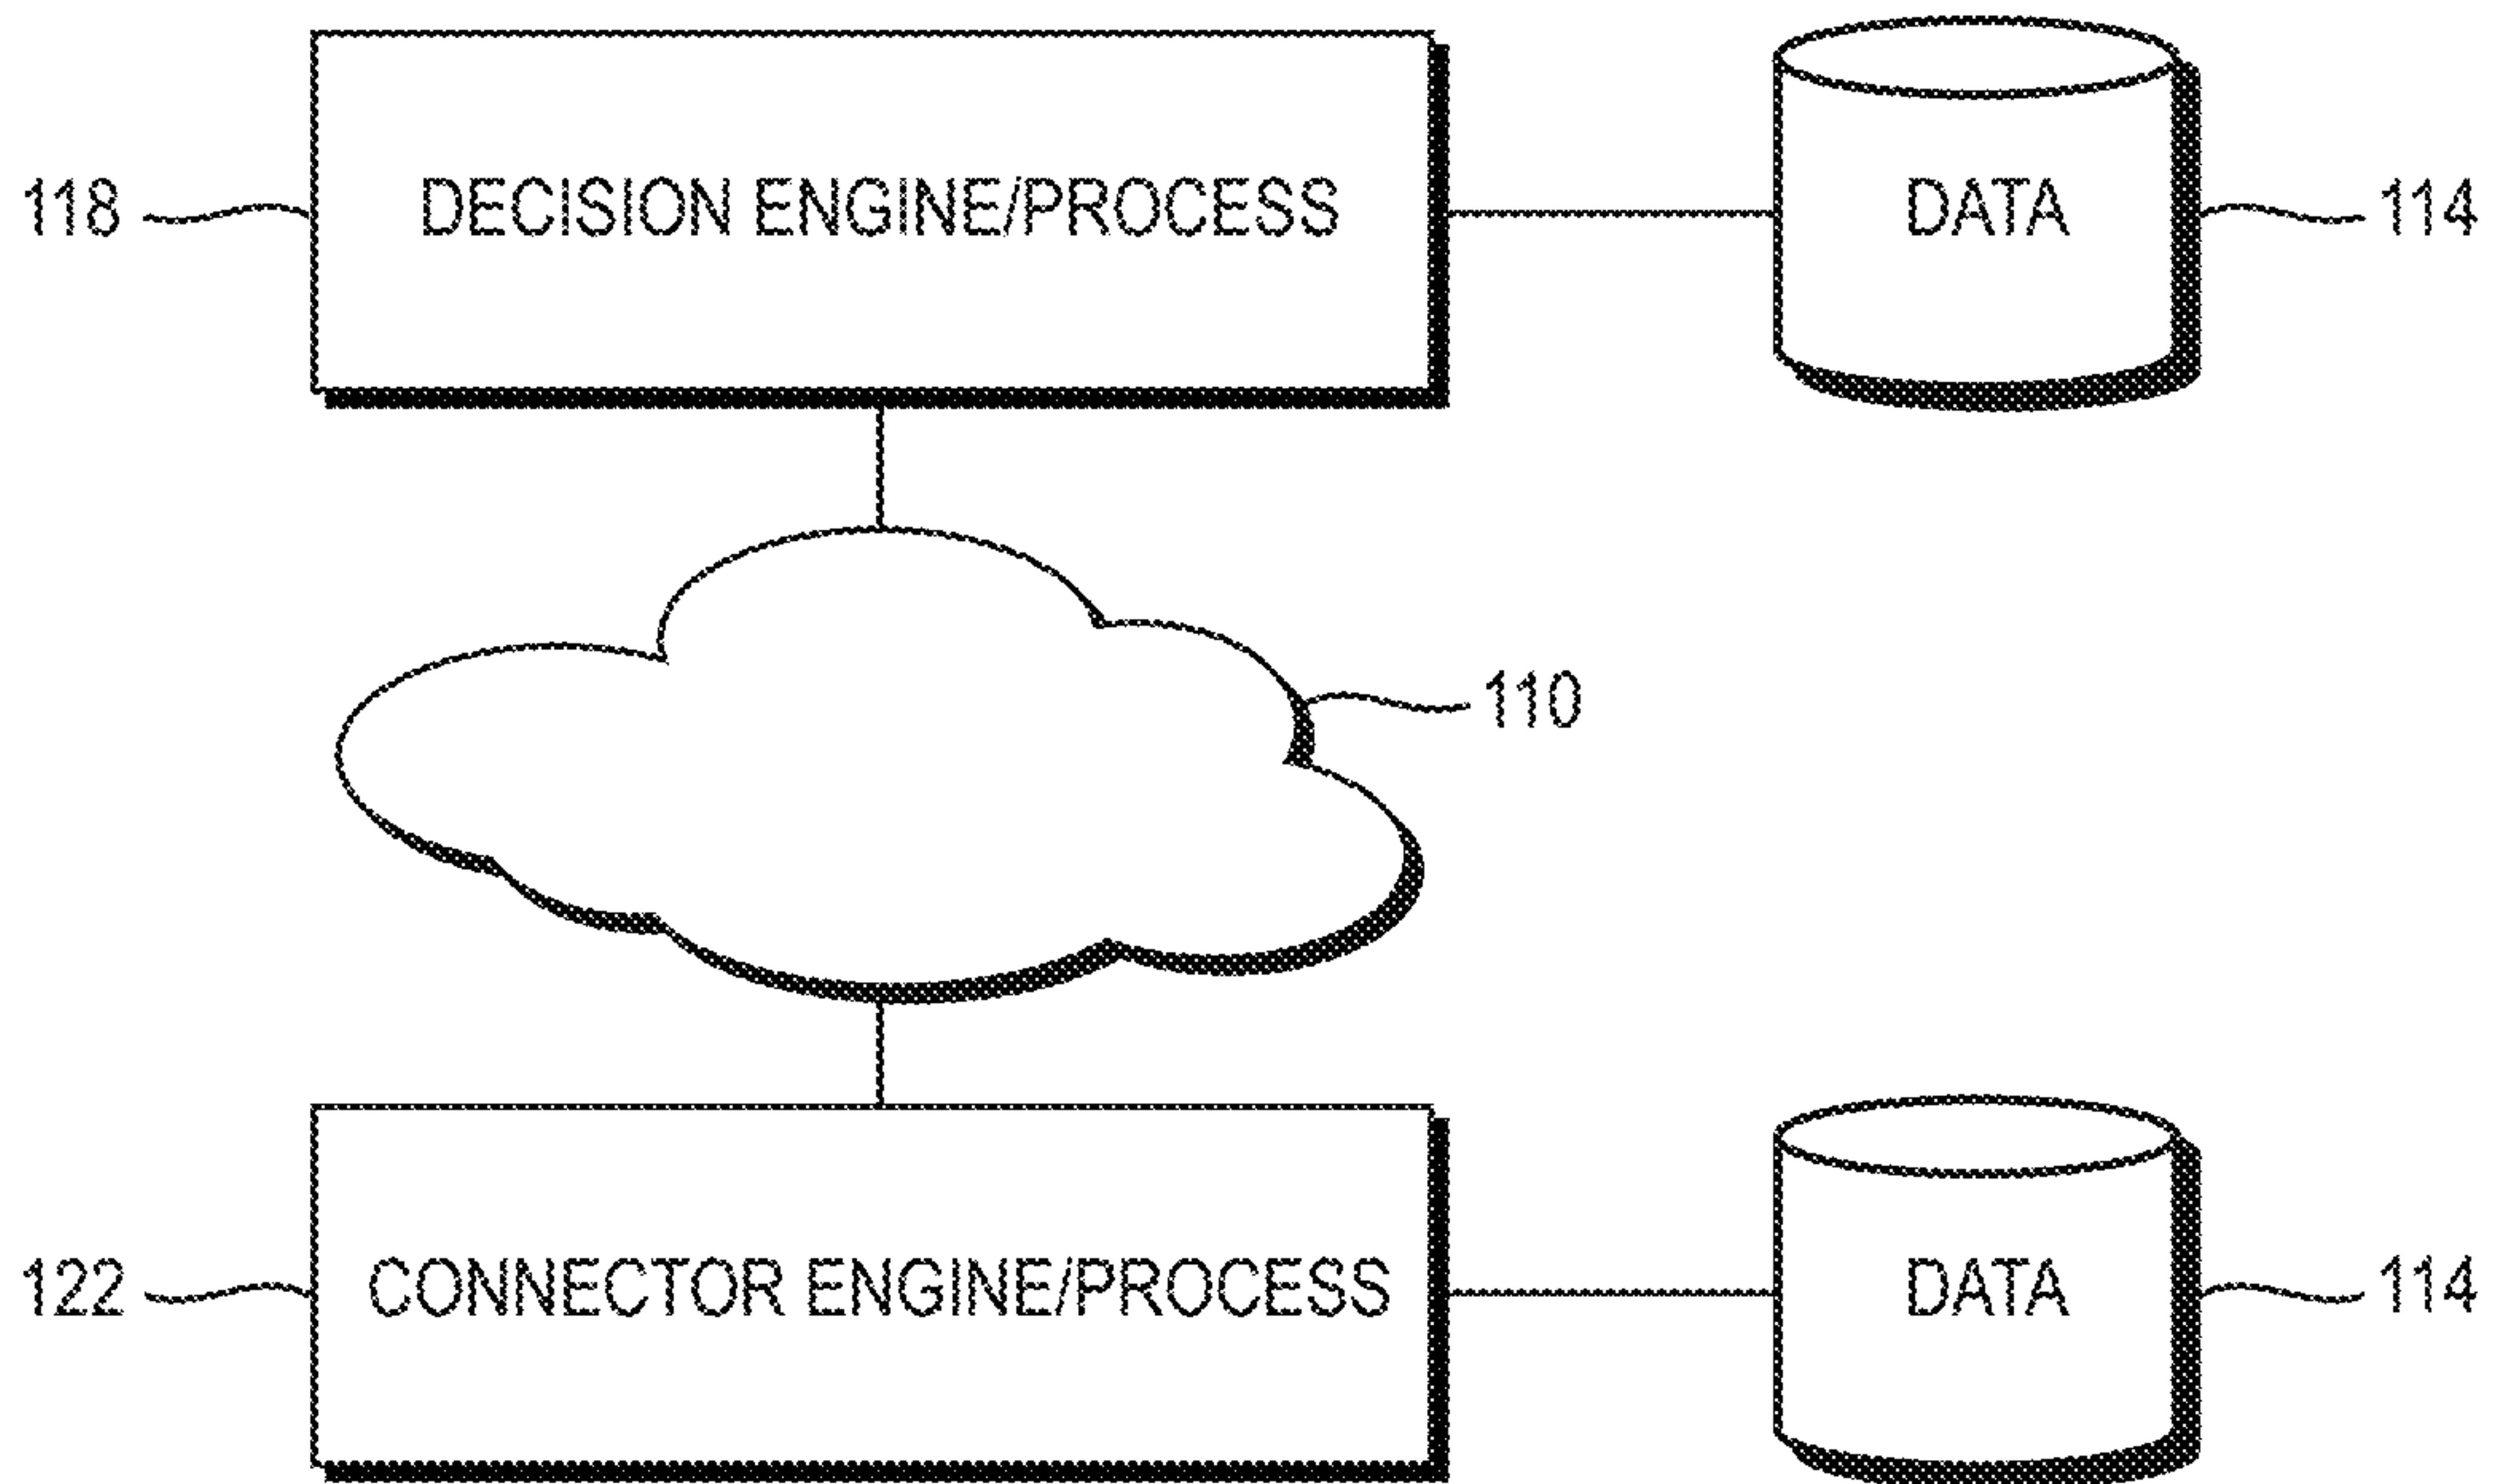 118
DECISION ENGINE/PROCESS
DATA
114
110
122
CONNECTOR ENGINE/PROCESS
DATA
114